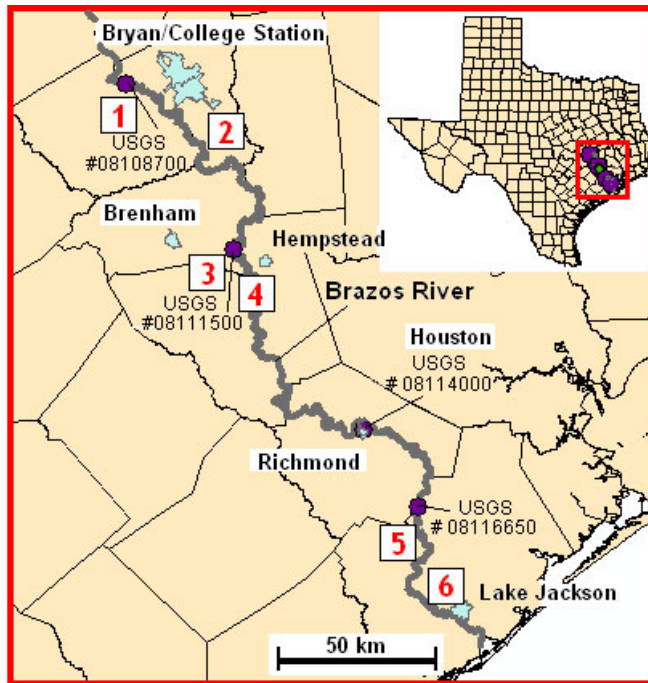 Bryan/College Station
1
2
USGS
#08108700
Brenham
Hempstead
3
4
USGS
#08111500
Brazos River
Houston
USGS
# 08114000
Richmond
USGS
# 08116650
5
6
Lake Jackson
50 km